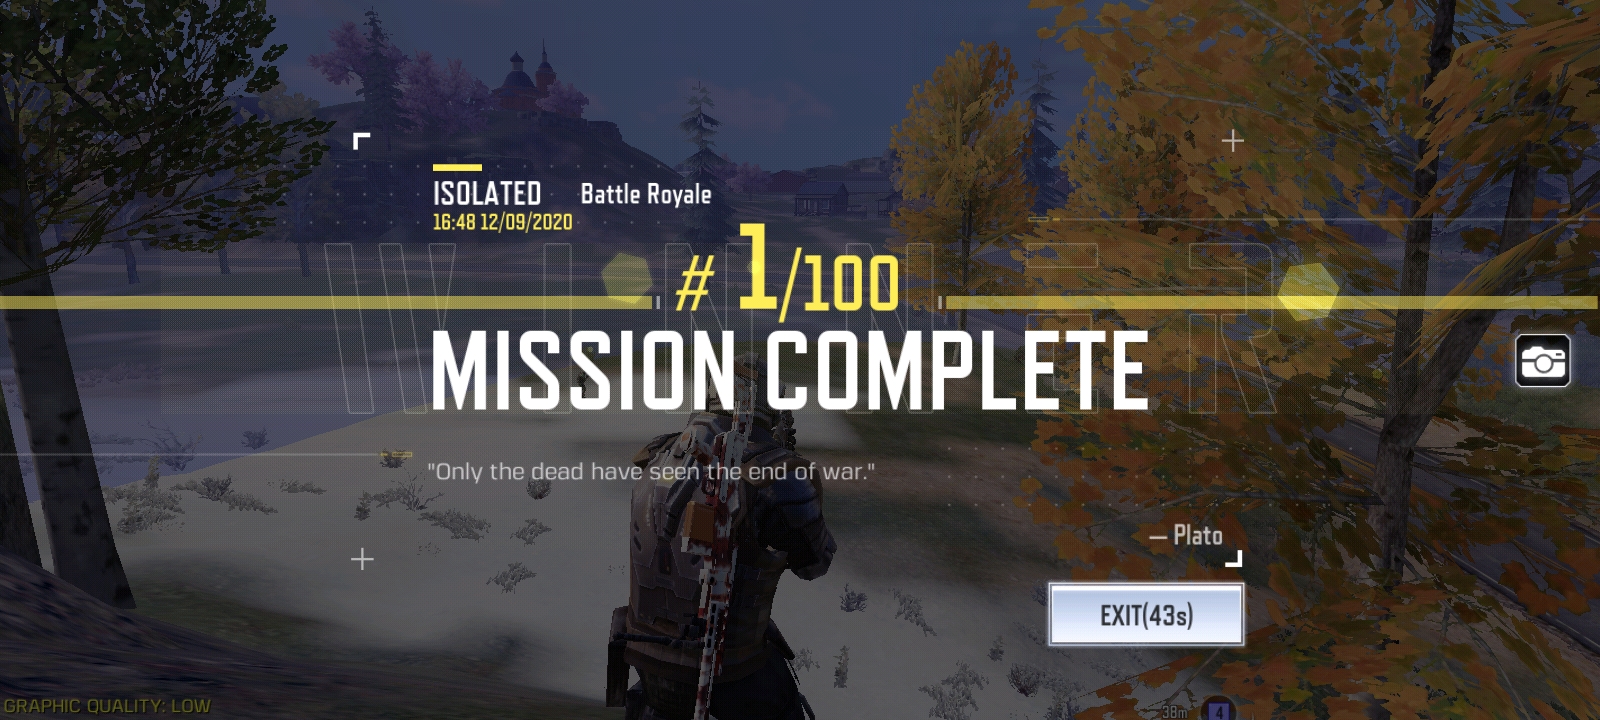 ISOLATED Battle Royale
16:48 12/09/2020
WINNER
# 1/100
MISSION COMPLETE
"Only the dead have seen the end of war."
— Plato
EXIT(43s)
38m 4
GRAPHIC QUALITY: LOW